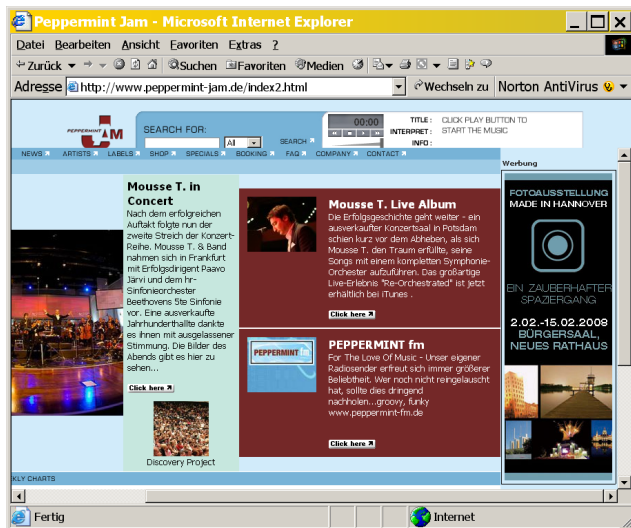 Peppermint Jam - Microsoft Internet Explorer
Datei Bearbeiten Ansicht Favoriten Extras ?
Zurück Suchen Favoriten Medien
Adresse http://www.peppermint-jam.de/index2.html Wechseln zu Norton AntiVirus
PEPPERMINT JAM
SEARCH FOR:
All
SEARCH
00:00
TITLE : CLICK PLAY BUTTON TO
INTERPRET : START THE MUSIC
INFO :
NEWS ARTISTS LABELS SHOP SPECIALS BOOKING FAQ COMPANY CONTACT
Werbung
Mousse T. in
Concert
Nach dem erfolgreichen
Auftakt folgte nun der
zweite Streich der Konzert-
Reihe. Mousse T. & Band
nahmen sich in Frankfurt
mit Erfolgsdirigent Paavo
Järvi und dem hr-
Sinfonieorchester
Beethovens 5te Sinfonie
vor. Eine ausverkaufte
Jahrhunderthallte dankte
es ihnen mit ausgelassener
Stimmung. Die Bilder des
Abends gibt es hier zu
sehen...
Click here
Discovery Project
Mousse T. Live Album
Die Erfolgsgeschichte geht weiter - ein
ausverkaufter Konzertsaal in Potsdam
schien kurz vor dem Abheben, als sich
Mousse T. den Traum erfüllte, seine
Songs mit einem kompletten Symphonie-
Orchester aufzuführen. Das großartige
Live-Erlebnis "Re-Orchestrated" ist jetzt
erhältlich bei iTunes .
Click here
PEPPERMINT fm
PEPPERMINT fm
For The Love Of Music - Unser eigener
Radiosender erfreut sich immer größerer
Beliebtheit. Wer noch nicht reingelauscht
hat, sollte dies dringend
nachholen...groovy, funky
www.peppermint-fm.de
Click here
FOTOAUSSTELLUNG
MADE IN HANNOVER
EIN ZAUBERHAFTER
SPAZIERGANG
2.02.-15.02.2008
BÜRGERSAAL,
NEUES RATHAUS
KLY CHARTS
Fertig
Internet